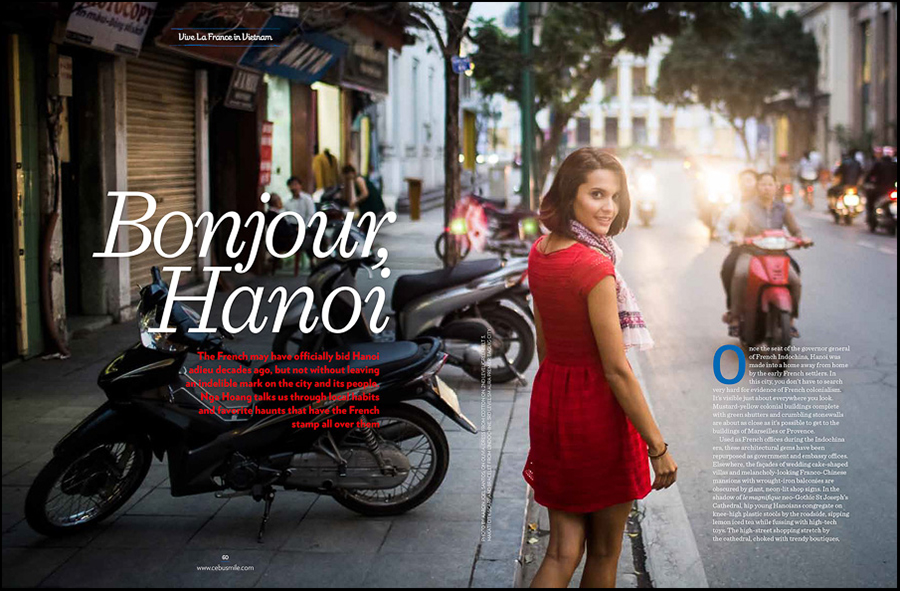 Vive La France in Vietnam
Bonjour,
Hanoi
The French may have officially bid Hanoi
adieu decades ago, but not without leaving
an indelible mark on the city and its people.
Nga Hoang talks us through local habits
and favorite haunts that have the French
stamp all over them
Once the seat of the governor general
of French Indochina, Hanoi was
made into a home away from home
by the early French settlers. In
this city, you don't have to search
very hard for evidence of French colonialism.
It's visible just about everywhere you look.
Mustard-yellow colonial buildings complete
with green shutters and crumbling stonewalls
are about as close as it's possible to get to the
buildings of Marseilles or Provence.
Used as French offices during the Indochina
era, these architectural gems have been
repurposed as government and embassy offices.
Elsewhere, the façades of wedding cake-shaped
villas and melancholy-looking Franco-Chinese
mansions with wrought-iron balconies are
obscured by giant, neon-lit shop signs. In the
shadow of le magnifique neo-Gothic St Joseph's
Cathedral, hip young Hanoians congregate on
knee-high plastic stools by the roadside, sipping
lemon iced tea while fussing with high-tech
toys. The high-street shopping stretch by
the cathedral, choked with trendy boutiques,
60
www.cebusmile.com